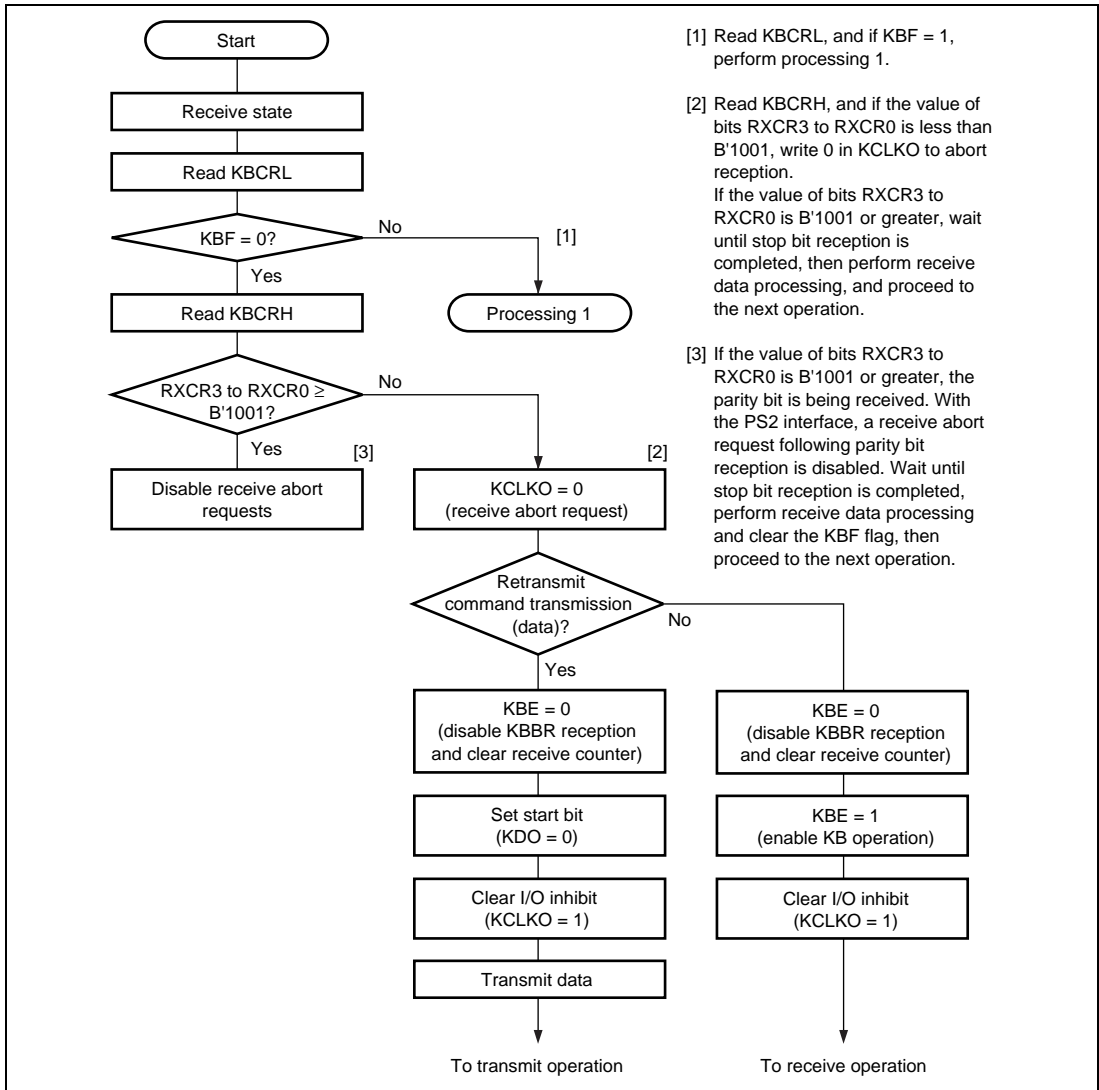 Start
Receive state
Read KBCRL
KBF = 0?
No
[1]
Yes
Processing 1
Read KBCRH
RXCR3 to RXCR0 ≥
B'1001?
No
Yes
[3]
Disable receive abort
requests
[2]
KCLKO = 0
(receive abort request)
Retransmit
command transmission
(data)?
No
Yes
KBE = 0
(disable KBBR reception
and clear receive counter)
Set start bit
(KDO = 0)
Clear I/O inhibit
(KCLKO = 1)
Transmit data
To transmit operation
KBE = 0
(disable KBBR reception
and clear receive counter)
KBE = 1
(enable KB operation)
Clear I/O inhibit
(KCLKO = 1)
To receive operation
[1] Read KBCRL, and if KBF = 1,
perform processing 1.
[2] Read KBCRH, and if the value of
bits RXCR3 to RXCR0 is less than
B'1001, write 0 in KCLKO to abort
reception.
If the value of bits RXCR3 to
RXCR0 is B'1001 or greater, wait
until stop bit reception is
completed, then perform receive
data processing, and proceed to
the next operation.
[3] If the value of bits RXCR3 to
RXCR0 is B'1001 or greater, the
parity bit is being received. With
the PS2 interface, a receive abort
request following parity bit
reception is disabled. Wait until
stop bit reception is completed,
perform receive data processing
and clear the KBF flag, then
proceed to the next operation.